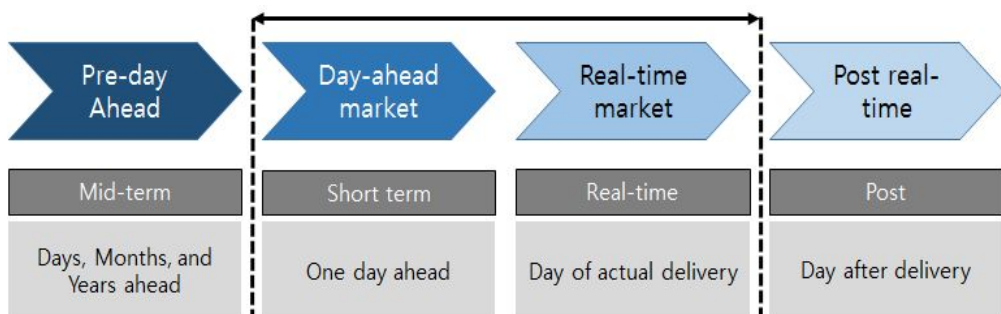 Pre-day
Ahead
Day-ahead
market
Real-time
market
Post real-
time
Mid-term
Short term
Real-time
Post
Days, Months, and
Years ahead
One day ahead
Day of actual delivery
Day after delivery